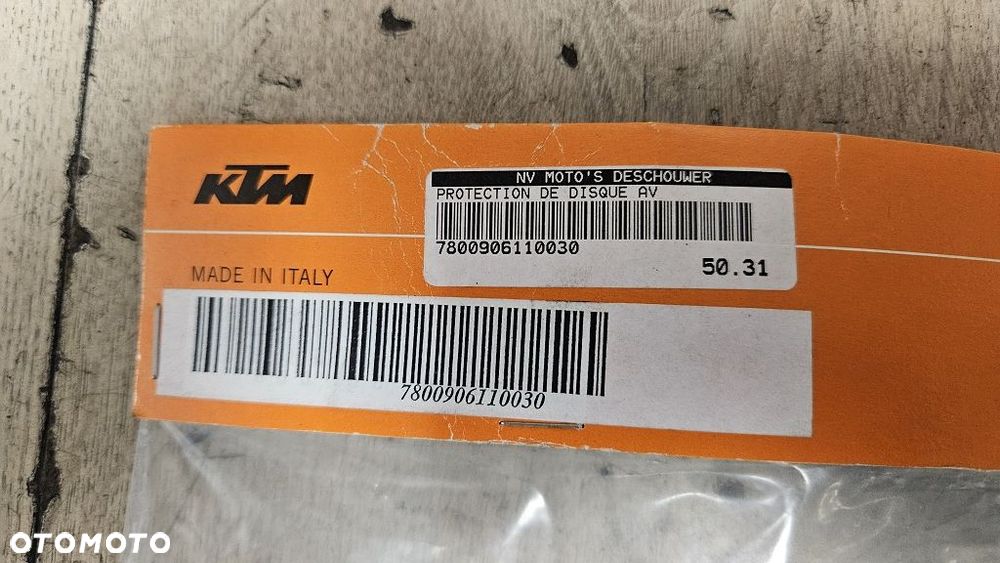 KTM
NV MOTO'S DESCHOUWER
PROTECTION DE DISQUE AV
7800906110030
50.31
MADE IN ITALY
7800906110030
OTOMOTO